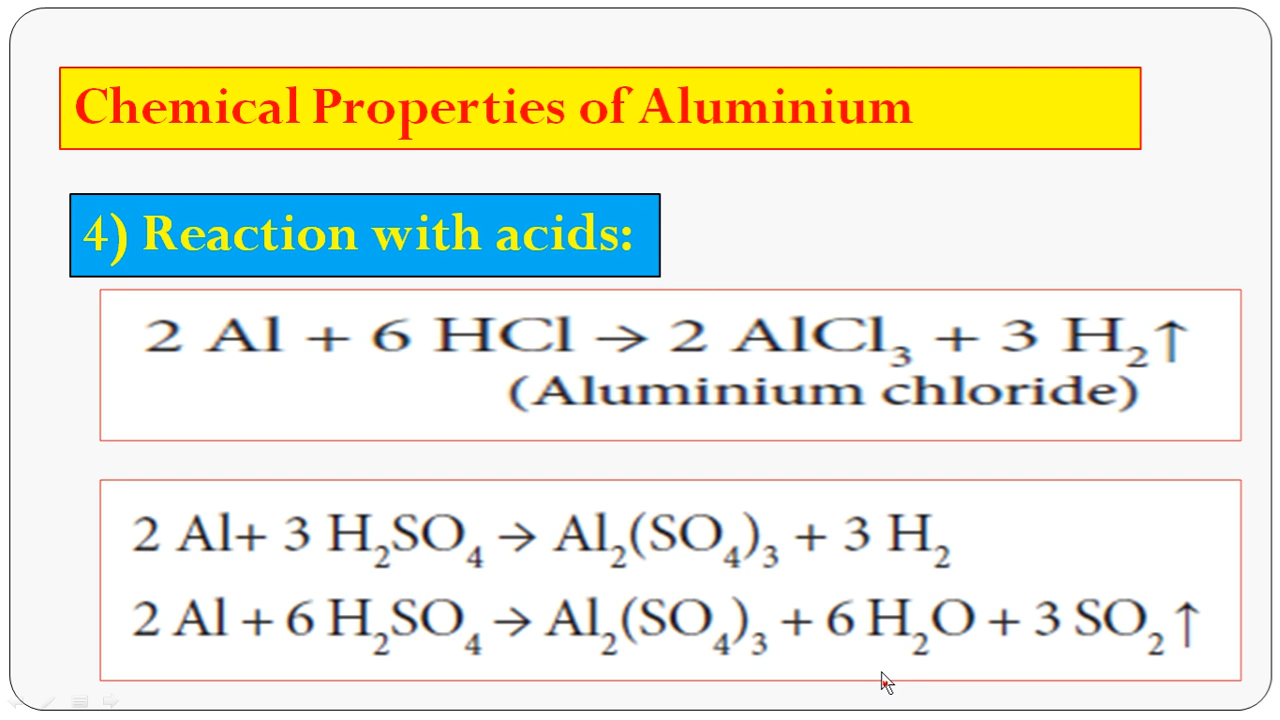 Chemical Properties of Aluminium
4) Reaction with acids:
2 Al + 6 HCl → 2 AlCl₃ + 3 H₂↑
(Aluminium chloride)
2 Al+ 3 H₂SO₄ → Al₂(SO₄)₃ + 3 H₂
2 Al + 6 H₂SO₄ → Al₂(SO₄)₃ + 6 H₂O + 3 SO₂ ↑